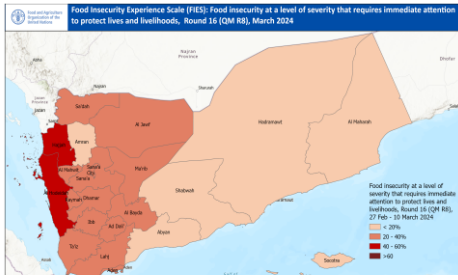 Food and Agriculture
Organization of the
United Nations
Food Insecurity Experience Scale (FIES): Food insecurity at a level of severity that requires immediate attention
to protect lives and livelihoods, Round 16 (QM R8), March 2024
Najran
Province
Dhofar
Sa'dah
Al Jawf
Hadramawt
Al Maharah
Amran
Hajjah
Al Mahwit
Sana'a
City
Sana'a
Ma'rib
Raymah
Dhamar
Shabwah
Al Bayda
Ibb
Ad Dali'
Abyan
Ta'iz
Lahj
Aden
Socotra
Food insecurity at a level of
severity that requires immediate
attention to protect lives and
livelihoods, Round 16 (QM R8),
27 Feb - 10 March 2024
< 20%
20 - 40%
40 - 60%
>60